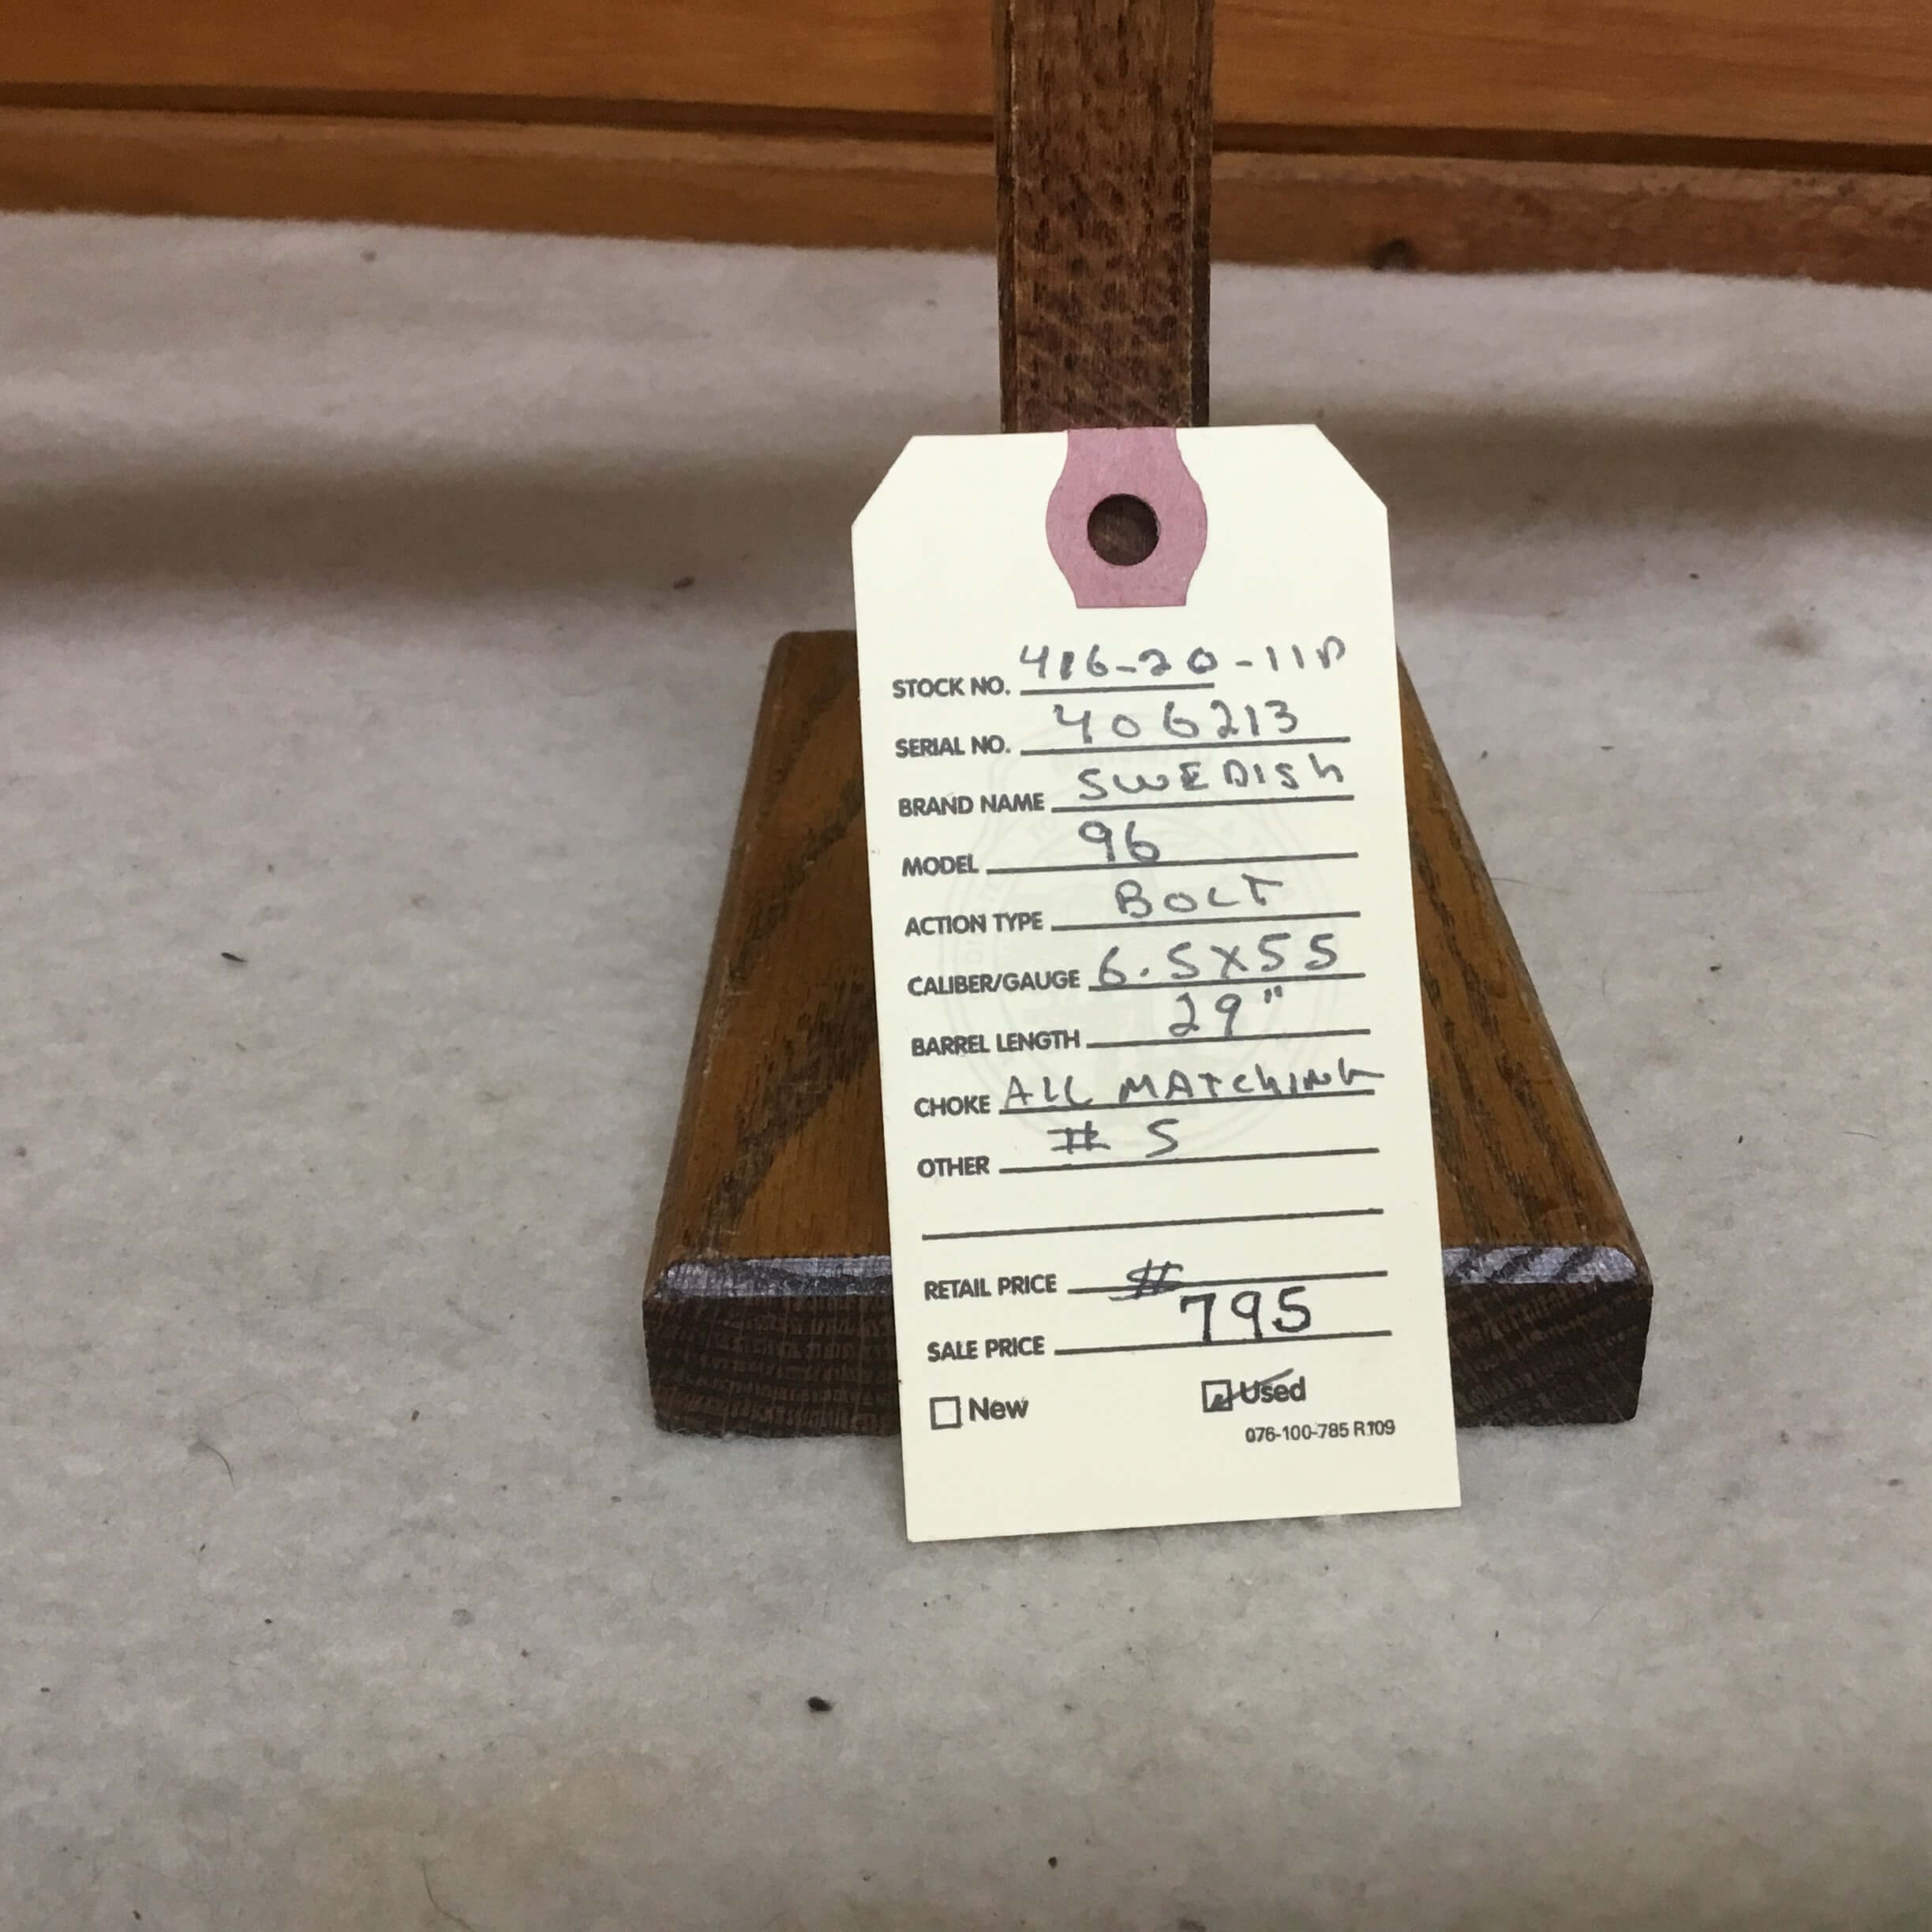 STOCK NO. 416-20-11P
SERIAL NO. 406213
BRAND NAME SWEDISh
MODEL 96
ACTION TYPE BOLT
CALIBER/GAUGE 6.5X55
BARREL LENGTH 29"
CHOKE ALL MATChING
OTHER # S
RETAIL PRICE $
SALE PRICE 795
New Used
076-100-785 R109